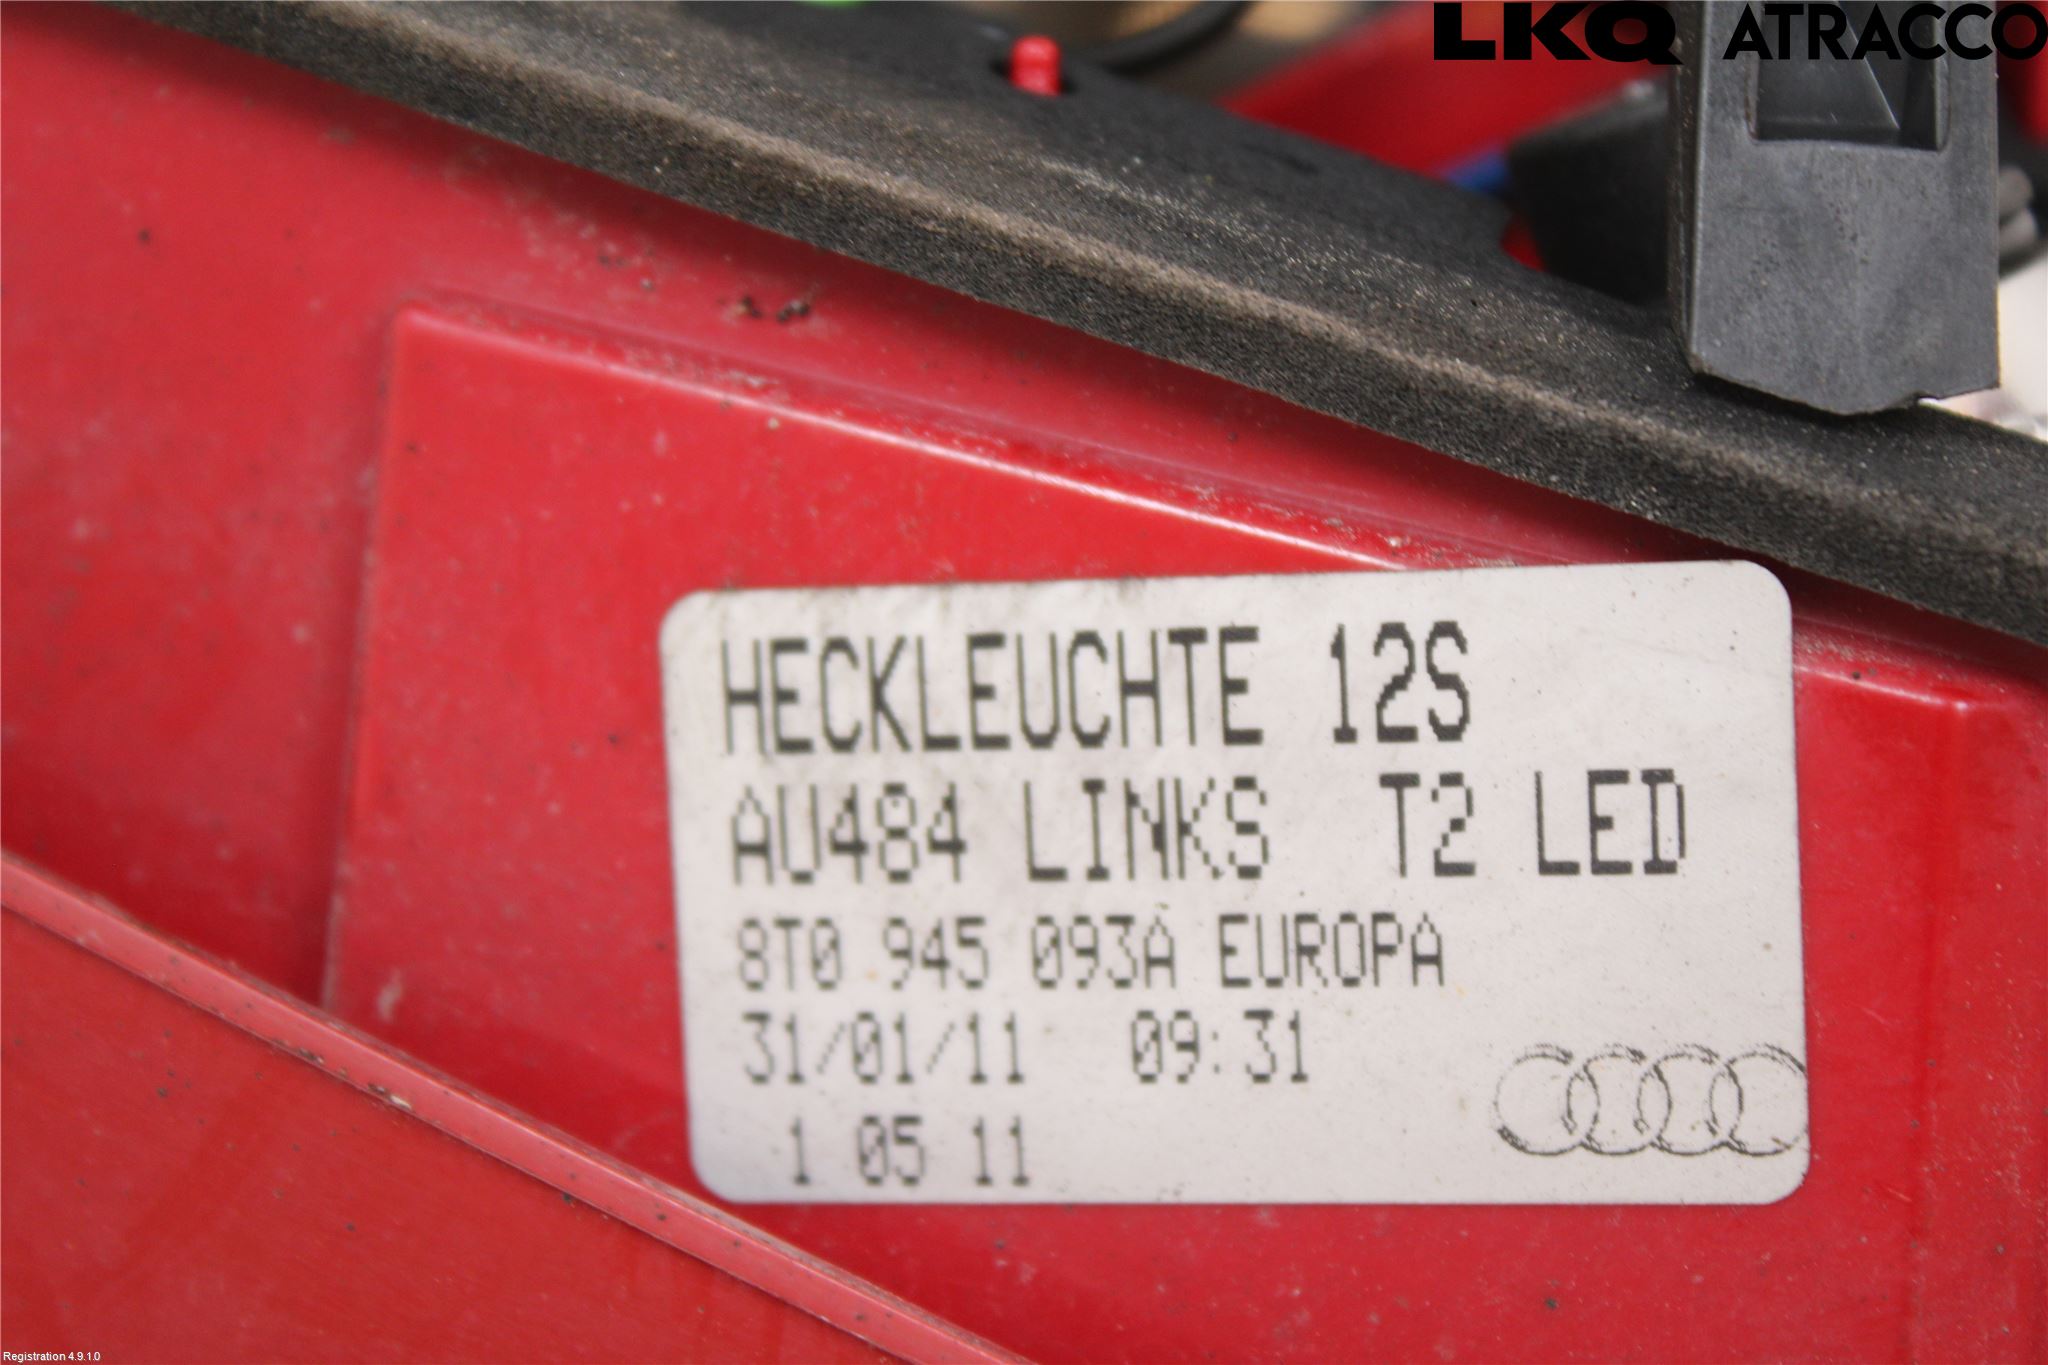 LKQ ATRACCO
HECKLEUCHTE 12S
AU484 LINKS T2 LED
8T0 945 093A EUROPA
31/01/11 09:31
1 05 11
Registration 4.9.1.0